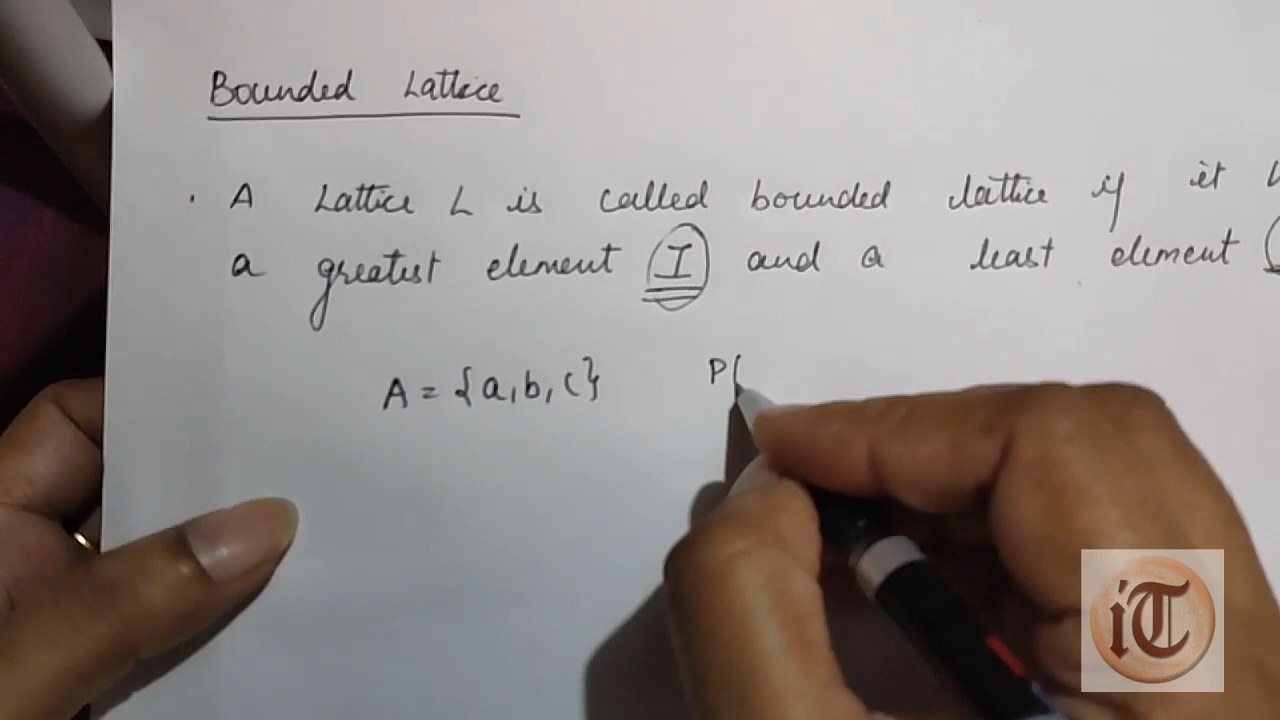 Bounded Lattice
. A Lattice L is called bounded lattice if it
a greatest element I and a least element
A = {a, b, c} P(
iT